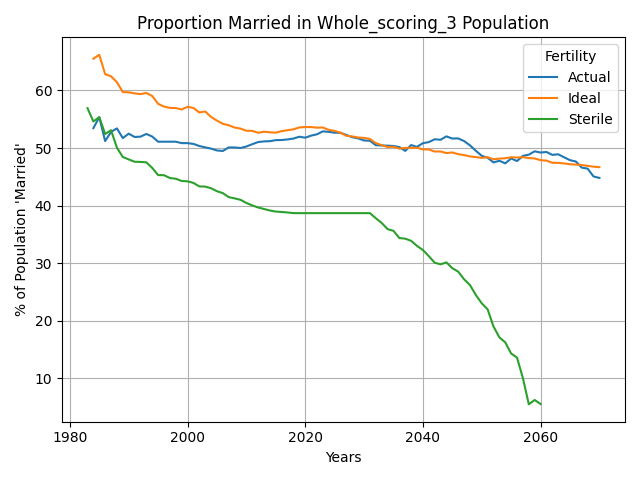 Proportion Married in Whole_scoring_3 Population
% of Population 'Married'
60
50
40
30
20
10
Fertility
Actual
Ideal
Sterile
1980
2000
2020
2040
2060
Years